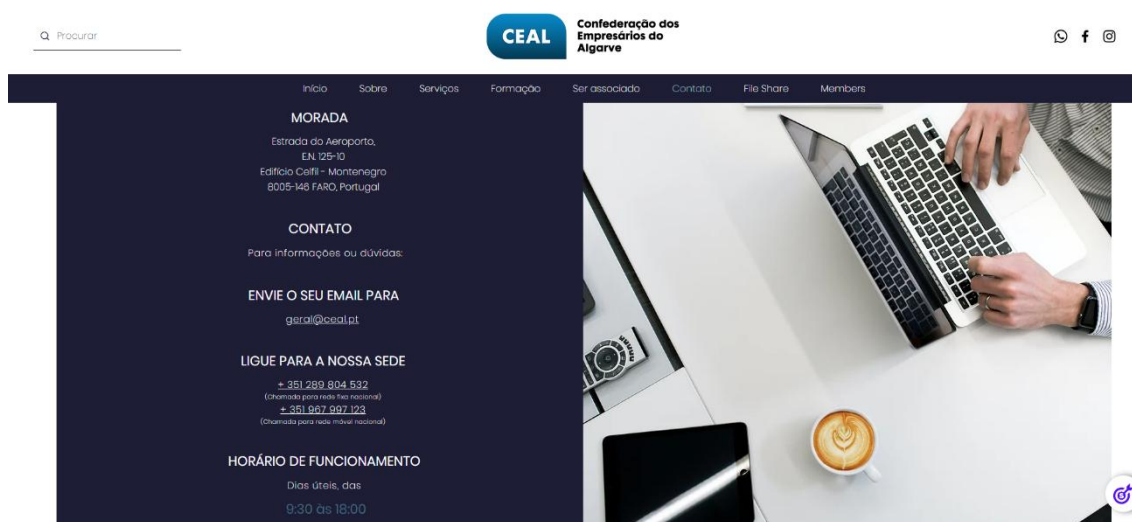 Procurar
CEAL
Confederação dos
Empresários do
Algarve
Início Sobre Serviços Formação Ser associado Contato File Share Members
MORADA
Estrada do Aeroporto,
E.N. 125-10
Edifício Celfil - Montenegro
8005-146 FARO, Portugal
CONTATO
Para informações ou dúvidas:
ENVIE O SEU EMAIL PARA
geral@ceal.pt
LIGUE PARA A NOSSA SEDE
+ 351 289 804 532
(Chamada para rede fixa nacional)
+ 351 967 997 123
(Chamada para rede móvel nacional)
HORÁRIO DE FUNCIONAMENTO
Dias úteis, das
9:30 às 18:00